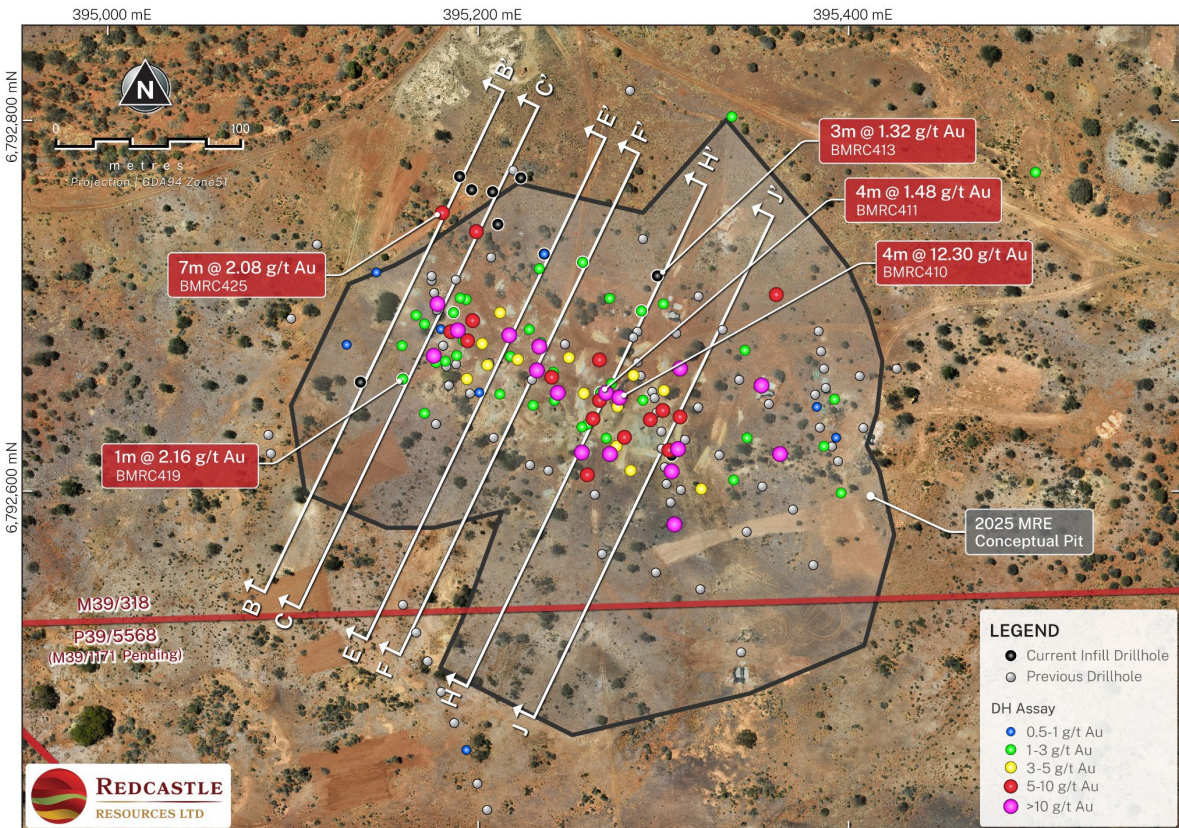 395,000 mE
395,200 mE
395,400 mE
6,792,800 mN
6,792,600 mN
N
0
100
metres
Projection: GDA94 Zone51
B'
C'
E'
F'
H'
J'
3m @ 1.32 g/t Au
BMRC413
4m @ 1.48 g/t Au
BMRC411
4m @ 12.30 g/t Au
BMRC410
7m @ 2.08 g/t Au
BMRC425
1m @ 2.16 g/t Au
BMRC419
2025 MRE
Conceptual Pit
B
C
E
F
H
J
M39/318
P39/5568
(M39/1171 Pending)
LEGEND
Current Infill Drillhole
Previous Drillhole
DH Assay
0.5-1 g/t Au
1-3 g/t Au
3-5 g/t Au
5-10 g/t Au
>10 g/t Au
REDCASTLE
RESOURCES LTD